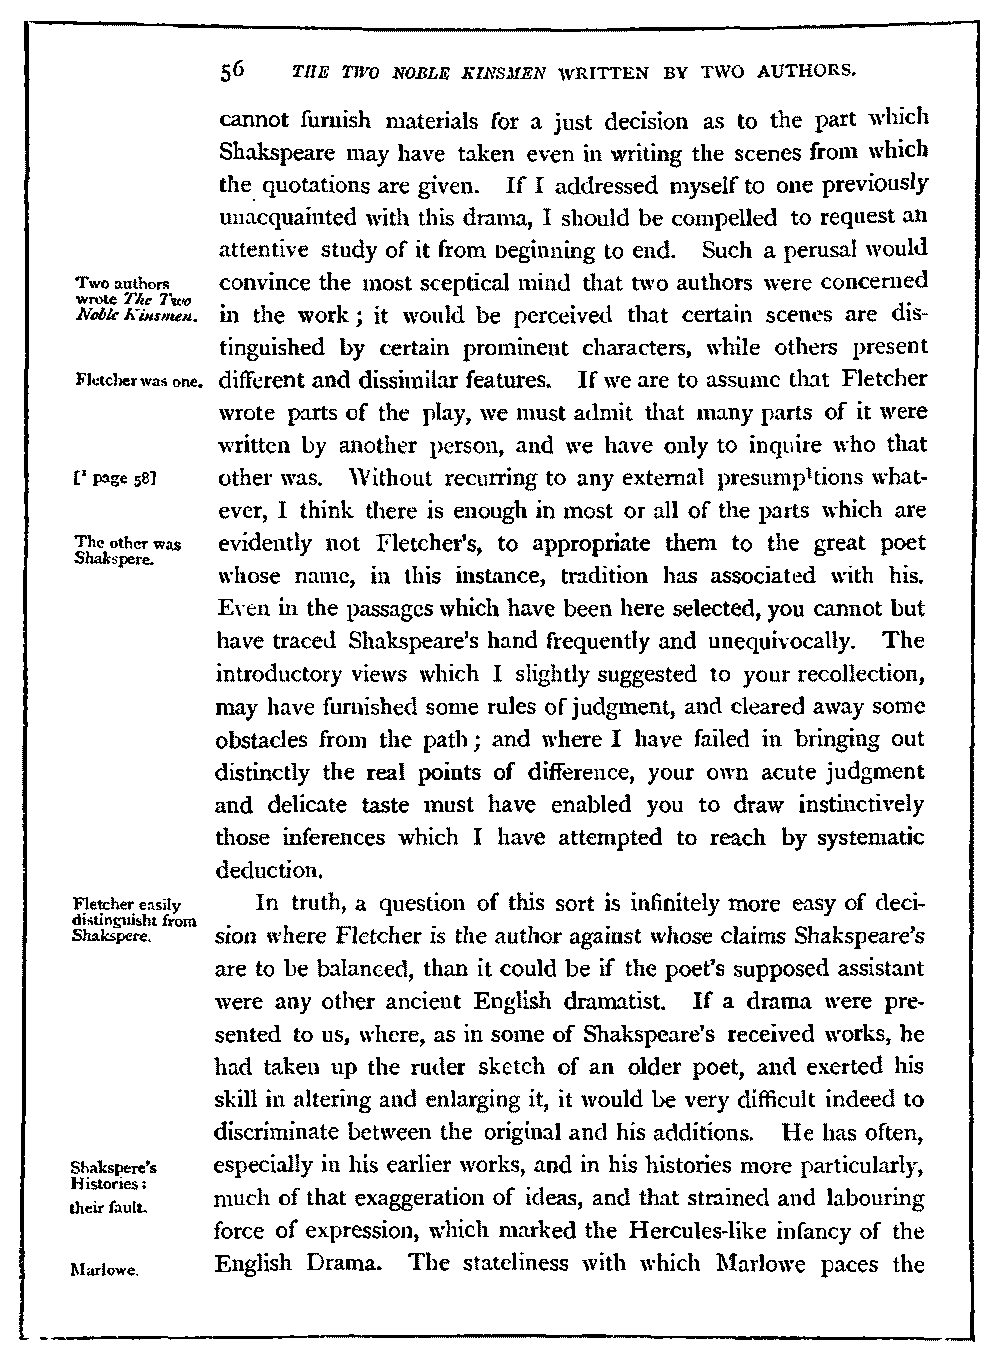 56 THE TWO NOBLE KINSMEN WRITTEN BY TWO AUTHORS.
cannot furnish materials for a just decision as to the part which
Shakspeare may have taken even in writing the scenes from which
the quotations are given. If I addressed myself to one previously
unacquainted with this drama, I should be compelled to request an
attentive study of it from beginning to end. Such a perusal would
Two authors
wrote The Two
Noble Kinsmen.
convince the most sceptical mind that two authors were concerned
in the work; it would be perceived that certain scenes are dis-
tinguished by certain prominent characters, while others present
Fletcher was one.
different and dissimilar features. If we are to assume that Fletcher
wrote parts of the play, we must admit that many parts of it were
written by another person, and we have only to inquire who that
[¹ page 58]
other was. Without recurring to any external presump¹tions what-
ever, I think there is enough in most or all of the parts which are
The other was
Shakspere.
evidently not Fletcher's, to appropriate them to the great poet
whose name, in this instance, tradition has associated with his.
Even in the passages which have been here selected, you cannot but
have traced Shakspeare's hand frequently and unequivocally. The
introductory views which I slightly suggested to your recollection,
may have furnished some rules of judgment, and cleared away some
obstacles from the path; and where I have failed in bringing out
distinctly the real points of difference, your own acute judgment
and delicate taste must have enabled you to draw instinctively
those inferences which I have attempted to reach by systematic
deduction.
Fletcher easily
distinguisht from
Shakspere.
In truth, a question of this sort is infinitely more easy of deci-
sion where Fletcher is the author against whose claims Shakspeare's
are to be balanced, than it could be if the poet's supposed assistant
were any other ancient English dramatist. If a drama were pre-
sented to us, where, as in some of Shakspeare's received works, he
had taken up the ruder sketch of an older poet, and exerted his
skill in altering and enlarging it, it would be very difficult indeed to
discriminate between the original and his additions. He has often,
Shakspere's
Histories:
their fault.
especially in his earlier works, and in his histories more particularly,
much of that exaggeration of ideas, and that strained and labouring
force of expression, which marked the Hercules-like infancy of the
Marlowe.
English Drama. The stateliness with which Marlowe paces the